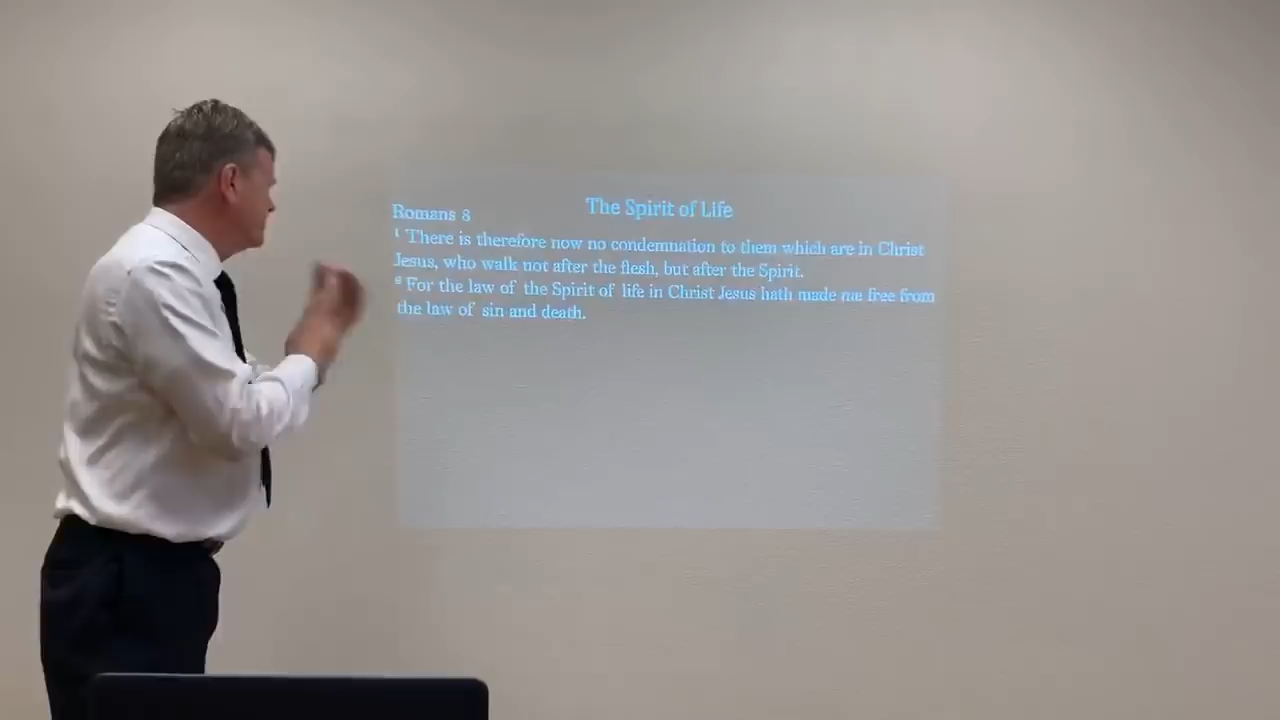 The Spirit of Life
Romans 8
¹ There is therefore now no condemnation to them which are in Christ
Jesus, who walk not after the flesh, but after the Spirit.
² For the law of the Spirit of life in Christ Jesus hath made me free from
the law of sin and death.